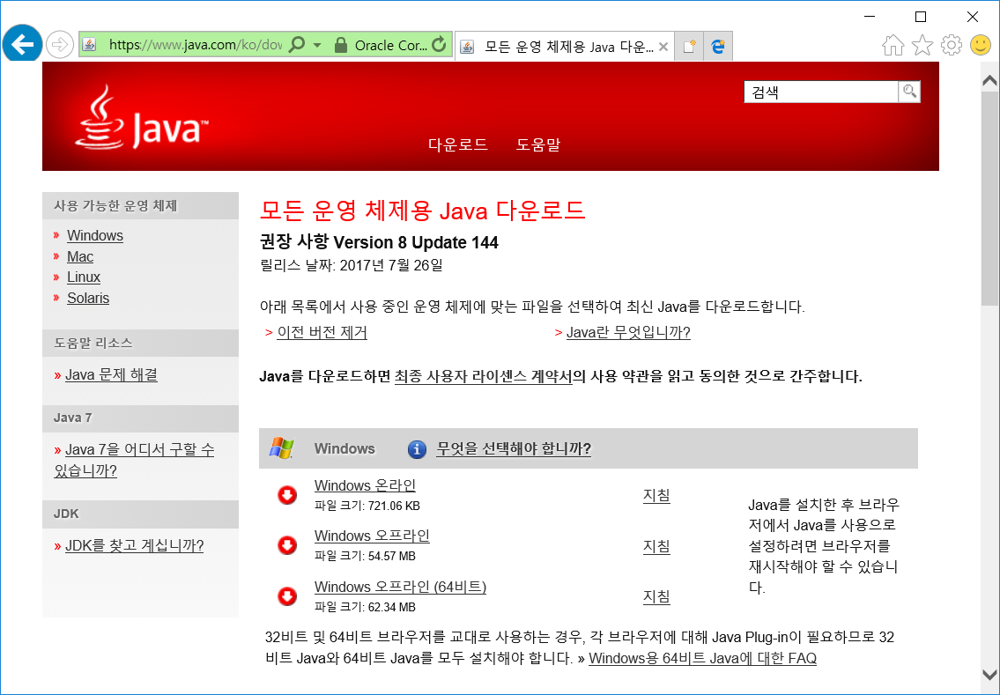 https://www.java.com/ko/dov
Oracle Cor...
모든 운영 체제용 Java 다운...
Java™
검색
다운로드 도움말
사용 가능한 운영 체제
» Windows
» Mac
» Linux
» Solaris
도움말 리소스
» Java 문제 해결
Java 7
» Java 7을 어디서 구할 수
있습니까?
JDK
» JDK를 찾고 계십니까?
모든 운영 체제용 Java 다운로드
권장 사항 Version 8 Update 144
릴리스 날짜: 2017년 7월 26일
아래 목록에서 사용 중인 운영 체제에 맞는 파일을 선택하여 최신 Java를 다운로드합니다.
> 이전 버전 제거 > Java란 무엇입니까?
Java를 다운로드하면 최종 사용자 라이센스 계약서의 사용 약관을 읽고 동의한 것으로 간주합니다.
Windows 무엇을 선택해야 합니까?
Windows 온라인
파일 크기: 721.06 KB
지침
Windows 오프라인
파일 크기: 54.57 MB
지침
Windows 오프라인 (64비트)
파일 크기: 62.34 MB
지침
Java를 설치한 후 브라우
저에서 Java를 사용으로
설정하려면 브라우저를
재시작해야 할 수 있습니
다.
32비트 및 64비트 브라우저를 교대로 사용하는 경우, 각 브라우저에 대해 Java Plug-in이 필요하므로 32
비트 Java와 64비트 Java를 모두 설치해야 합니다. » Windows용 64비트 Java에 대한 FAQ